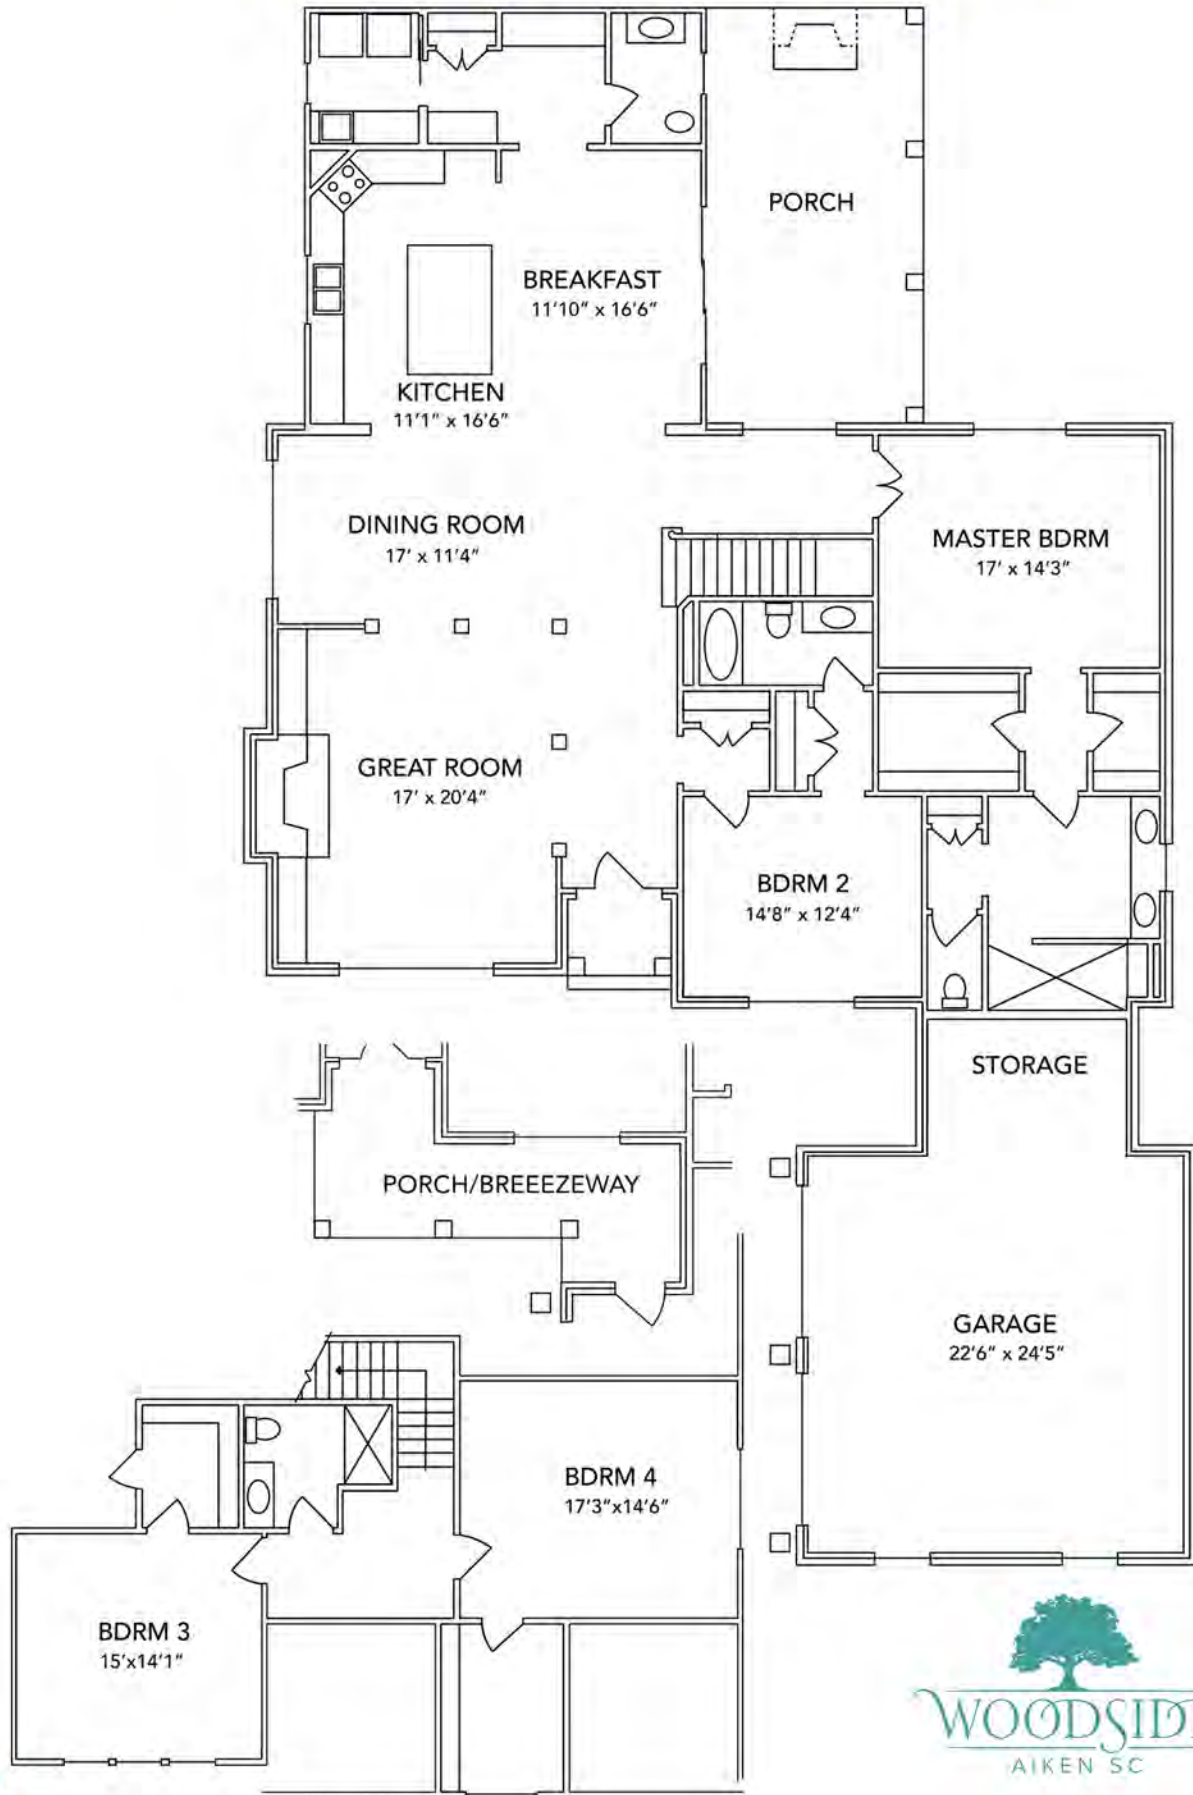 PORCH
BREAKFAST
11'10" x 16'6"
KITCHEN
11'1" x 16'6"
DINING ROOM
17' x 11'4"
MASTER BDRM
17' x 14'3"
GREAT ROOM
17' x 20'4"
BDRM 2
14'8" x 12'4"
STORAGE
PORCH/BREEEZEWAY
GARAGE
22'6" x 24'5"
BDRM 4
17'3"x14'6"
BDRM 3
15'x14'1"
WOODSID
AIKEN SC